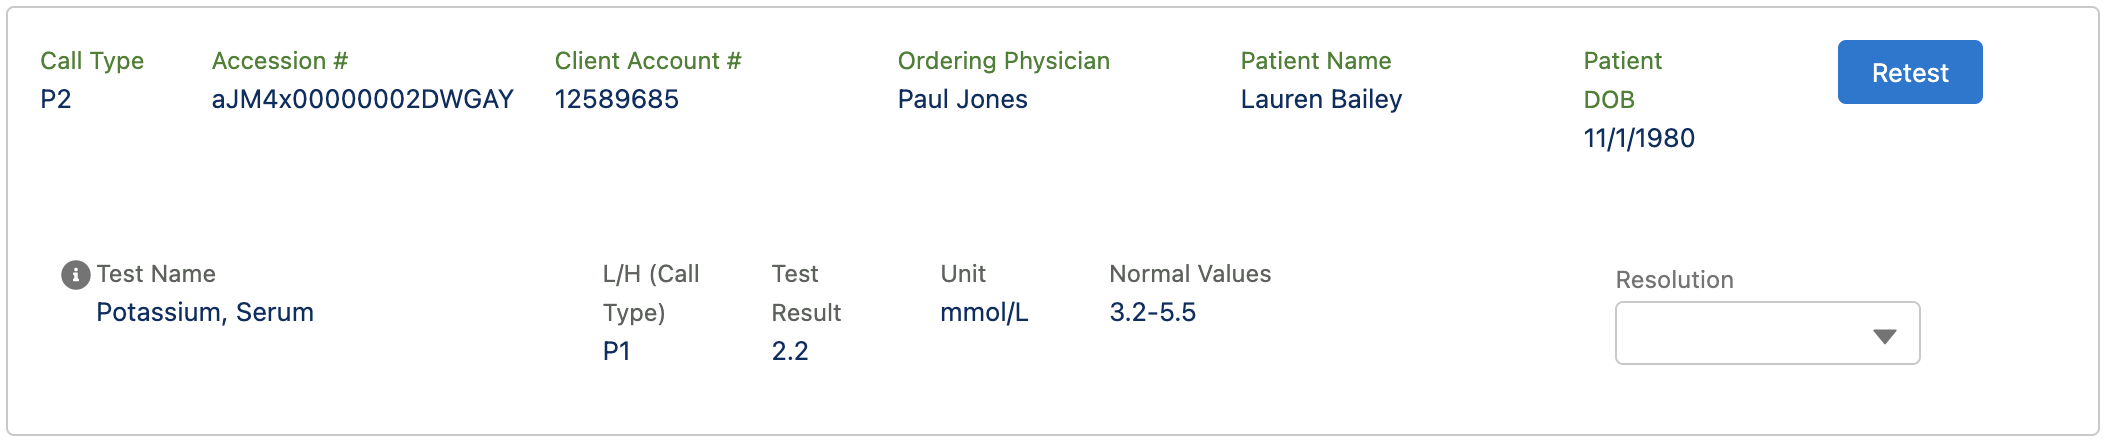 Call Type
P2
Accession #
aJM4x00000002DWGAY
Client Account #
12589685
Ordering Physician
Paul Jones
Patient Name
Lauren Bailey
Patient
DOB
11/1/1980
Retest
Test Name
Potassium, Serum
L/H (Call
Type)
P1
Test
Result
2.2
Unit
mmol/L
Normal Values
3.2-5.5
Resolution